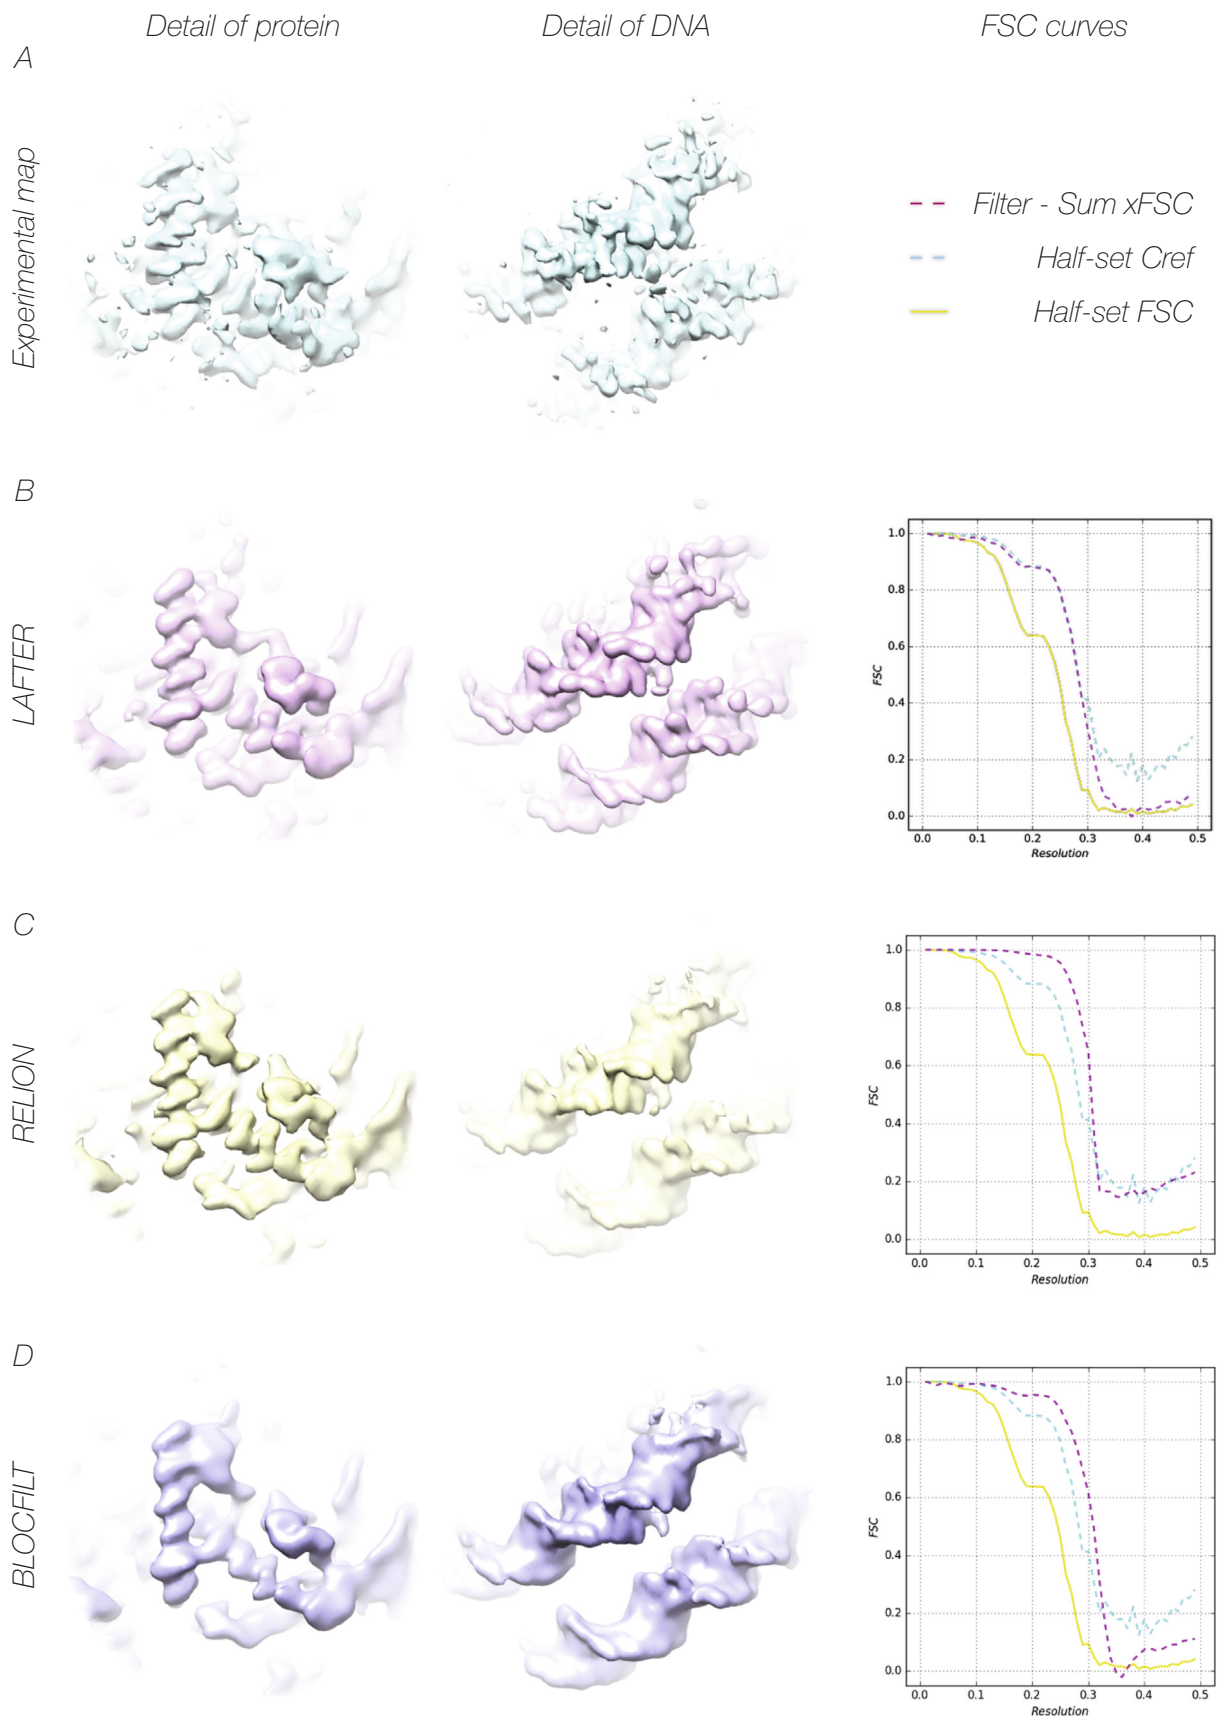 Detail of protein
Detail of DNA
FSC curves
A
Experimental map
Filter - Sum xFSC
Half-set Cref
Half-set FSC
B
LAFTER
1.0
0.8
0.6
0.4
0.2
0.0
FSC
0.0 0.1 0.2 0.3 0.4 0.5
Resolution
C
RELION
1.0
0.8
0.6
0.4
0.2
0.0
FSC
0.0 0.1 0.2 0.3 0.4 0.5
Resolution
D
BLOCFILT
1.0
0.8
0.6
0.4
0.2
0.0
FSC
0.0 0.1 0.2 0.3 0.4 0.5
Resolution